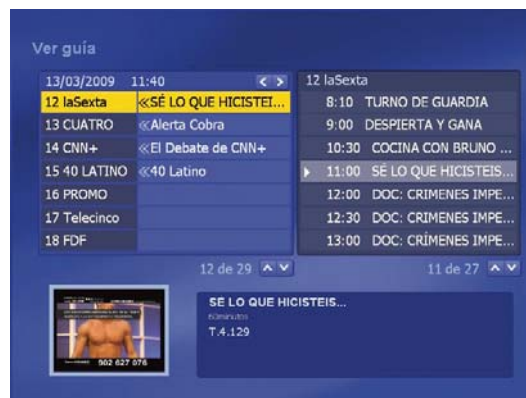 Ver guía
13/03/2009 11:40
12 laSexta «SÉ LO QUE HICISTEI...
13 CUATRO «Alerta Cobra
14 CNN+ «El Debate de CNN+
15 40 LATINO «40 Latino
16 PROMO
17 Telecinco
18 FDF
12 de 29
12 laSexta
8:10 TURNO DE GUARDIA
9:00 DESPIERTA Y GANA
10:30 COCINA CON BRUNO ...
11:00 SÉ LO QUE HICISTEIS...
12:00 DOC: CRIMENES IMPE...
12:30 DOC: CRIMENES IMPE...
13:00 DOC: CRÍMENES IMPE...
11 de 27
902 627 076
SE LO QUE HICISTEIS...
60minutos
T.4.129